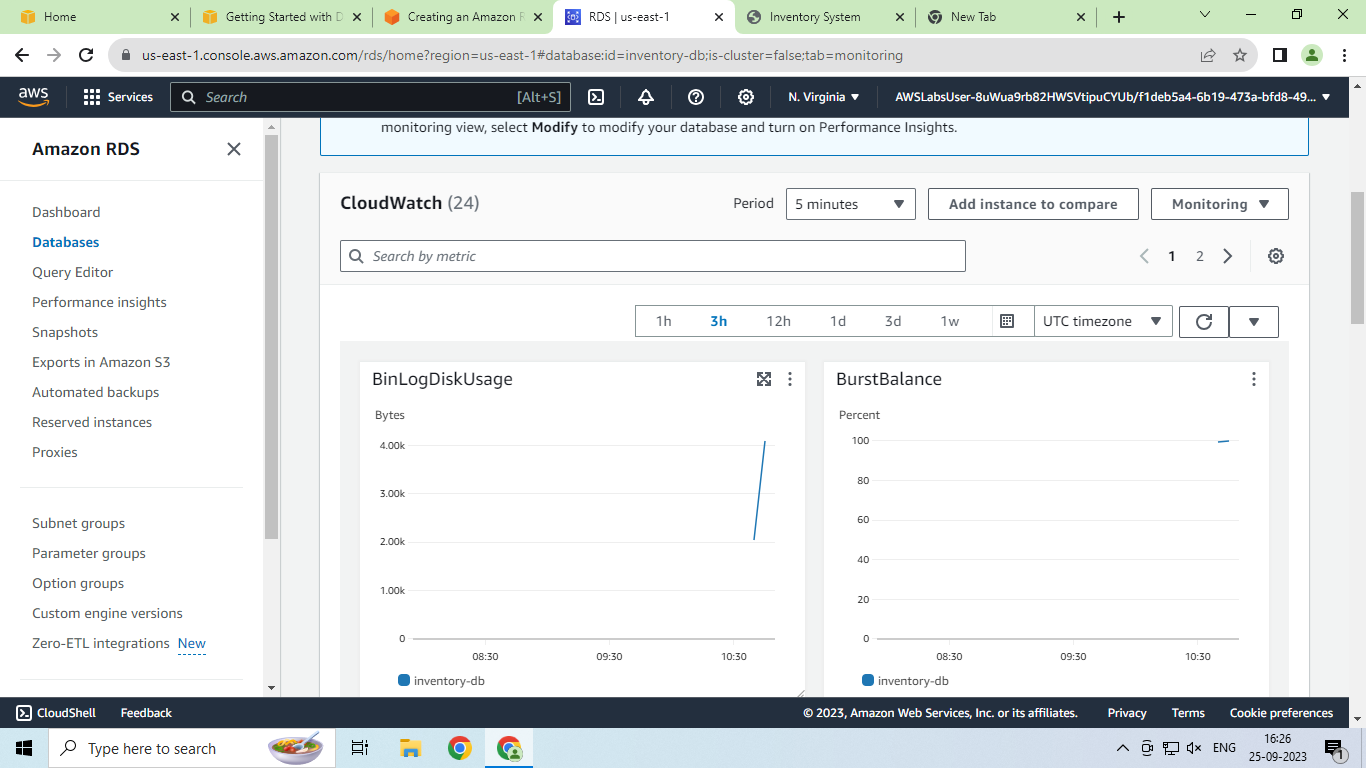 Home
Getting Started with D
Creating an Amazon R
RDS | us-east-1
Inventory System
New Tab
us-east-1.console.aws.amazon.com/rds/home?region=us-east-1#database:id=inventory-db;is-cluster=false;tab=monitoring
aws
Services
Search
[Alt+S]
N. Virginia
AWSLabsUser-8uWua9rb82HWSVtipuCYUb/f1deb5a4-6b19-473a-bfd8-49...
Amazon RDS
Dashboard
Databases
Query Editor
Performance insights
Snapshots
Exports in Amazon S3
Automated backups
Reserved instances
Proxies
Subnet groups
Parameter groups
Option groups
Custom engine versions
Zero-ETL integrations New
monitoring view, select Modify to modify your database and turn on Performance Insights.
CloudWatch (24)
Period
5 minutes
Add instance to compare
Monitoring
Search by metric
1 2
1h 3h 12h 1d 3d 1w
UTC timezone
BinLogDiskUsage
Bytes
4.00k
3.00k
2.00k
1.00k
0
08:30 09:30 10:30
inventory-db
BurstBalance
Percent
100
80
60
40
20
0
08:30 09:30 10:30
inventory-db
CloudShell
Feedback
© 2023, Amazon Web Services, Inc. or its affiliates.
Privacy
Terms
Cookie preferences
Type here to search
ENG
16:26
25-09-2023
1